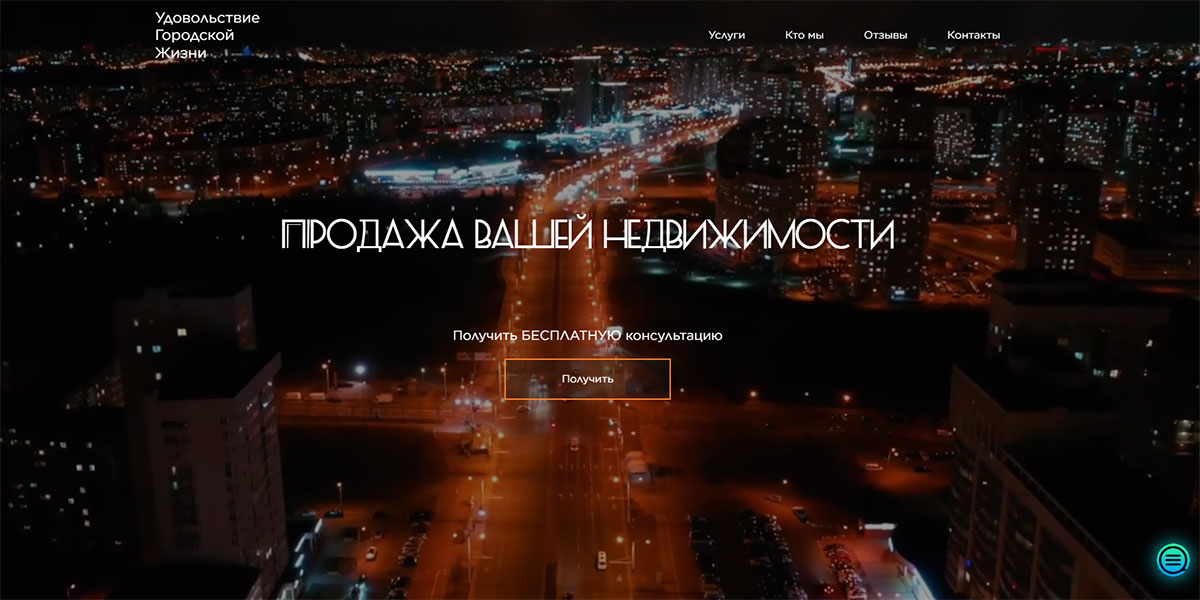 Удовольствие
Городской
Жизни
Услуги
Кто мы
Отзывы
Контакты
ПРОДАЖА ВАШЕЙ НЕДВИЖИМОСТИ
Получить БЕСПЛАТНУЮ консультацию
Получить